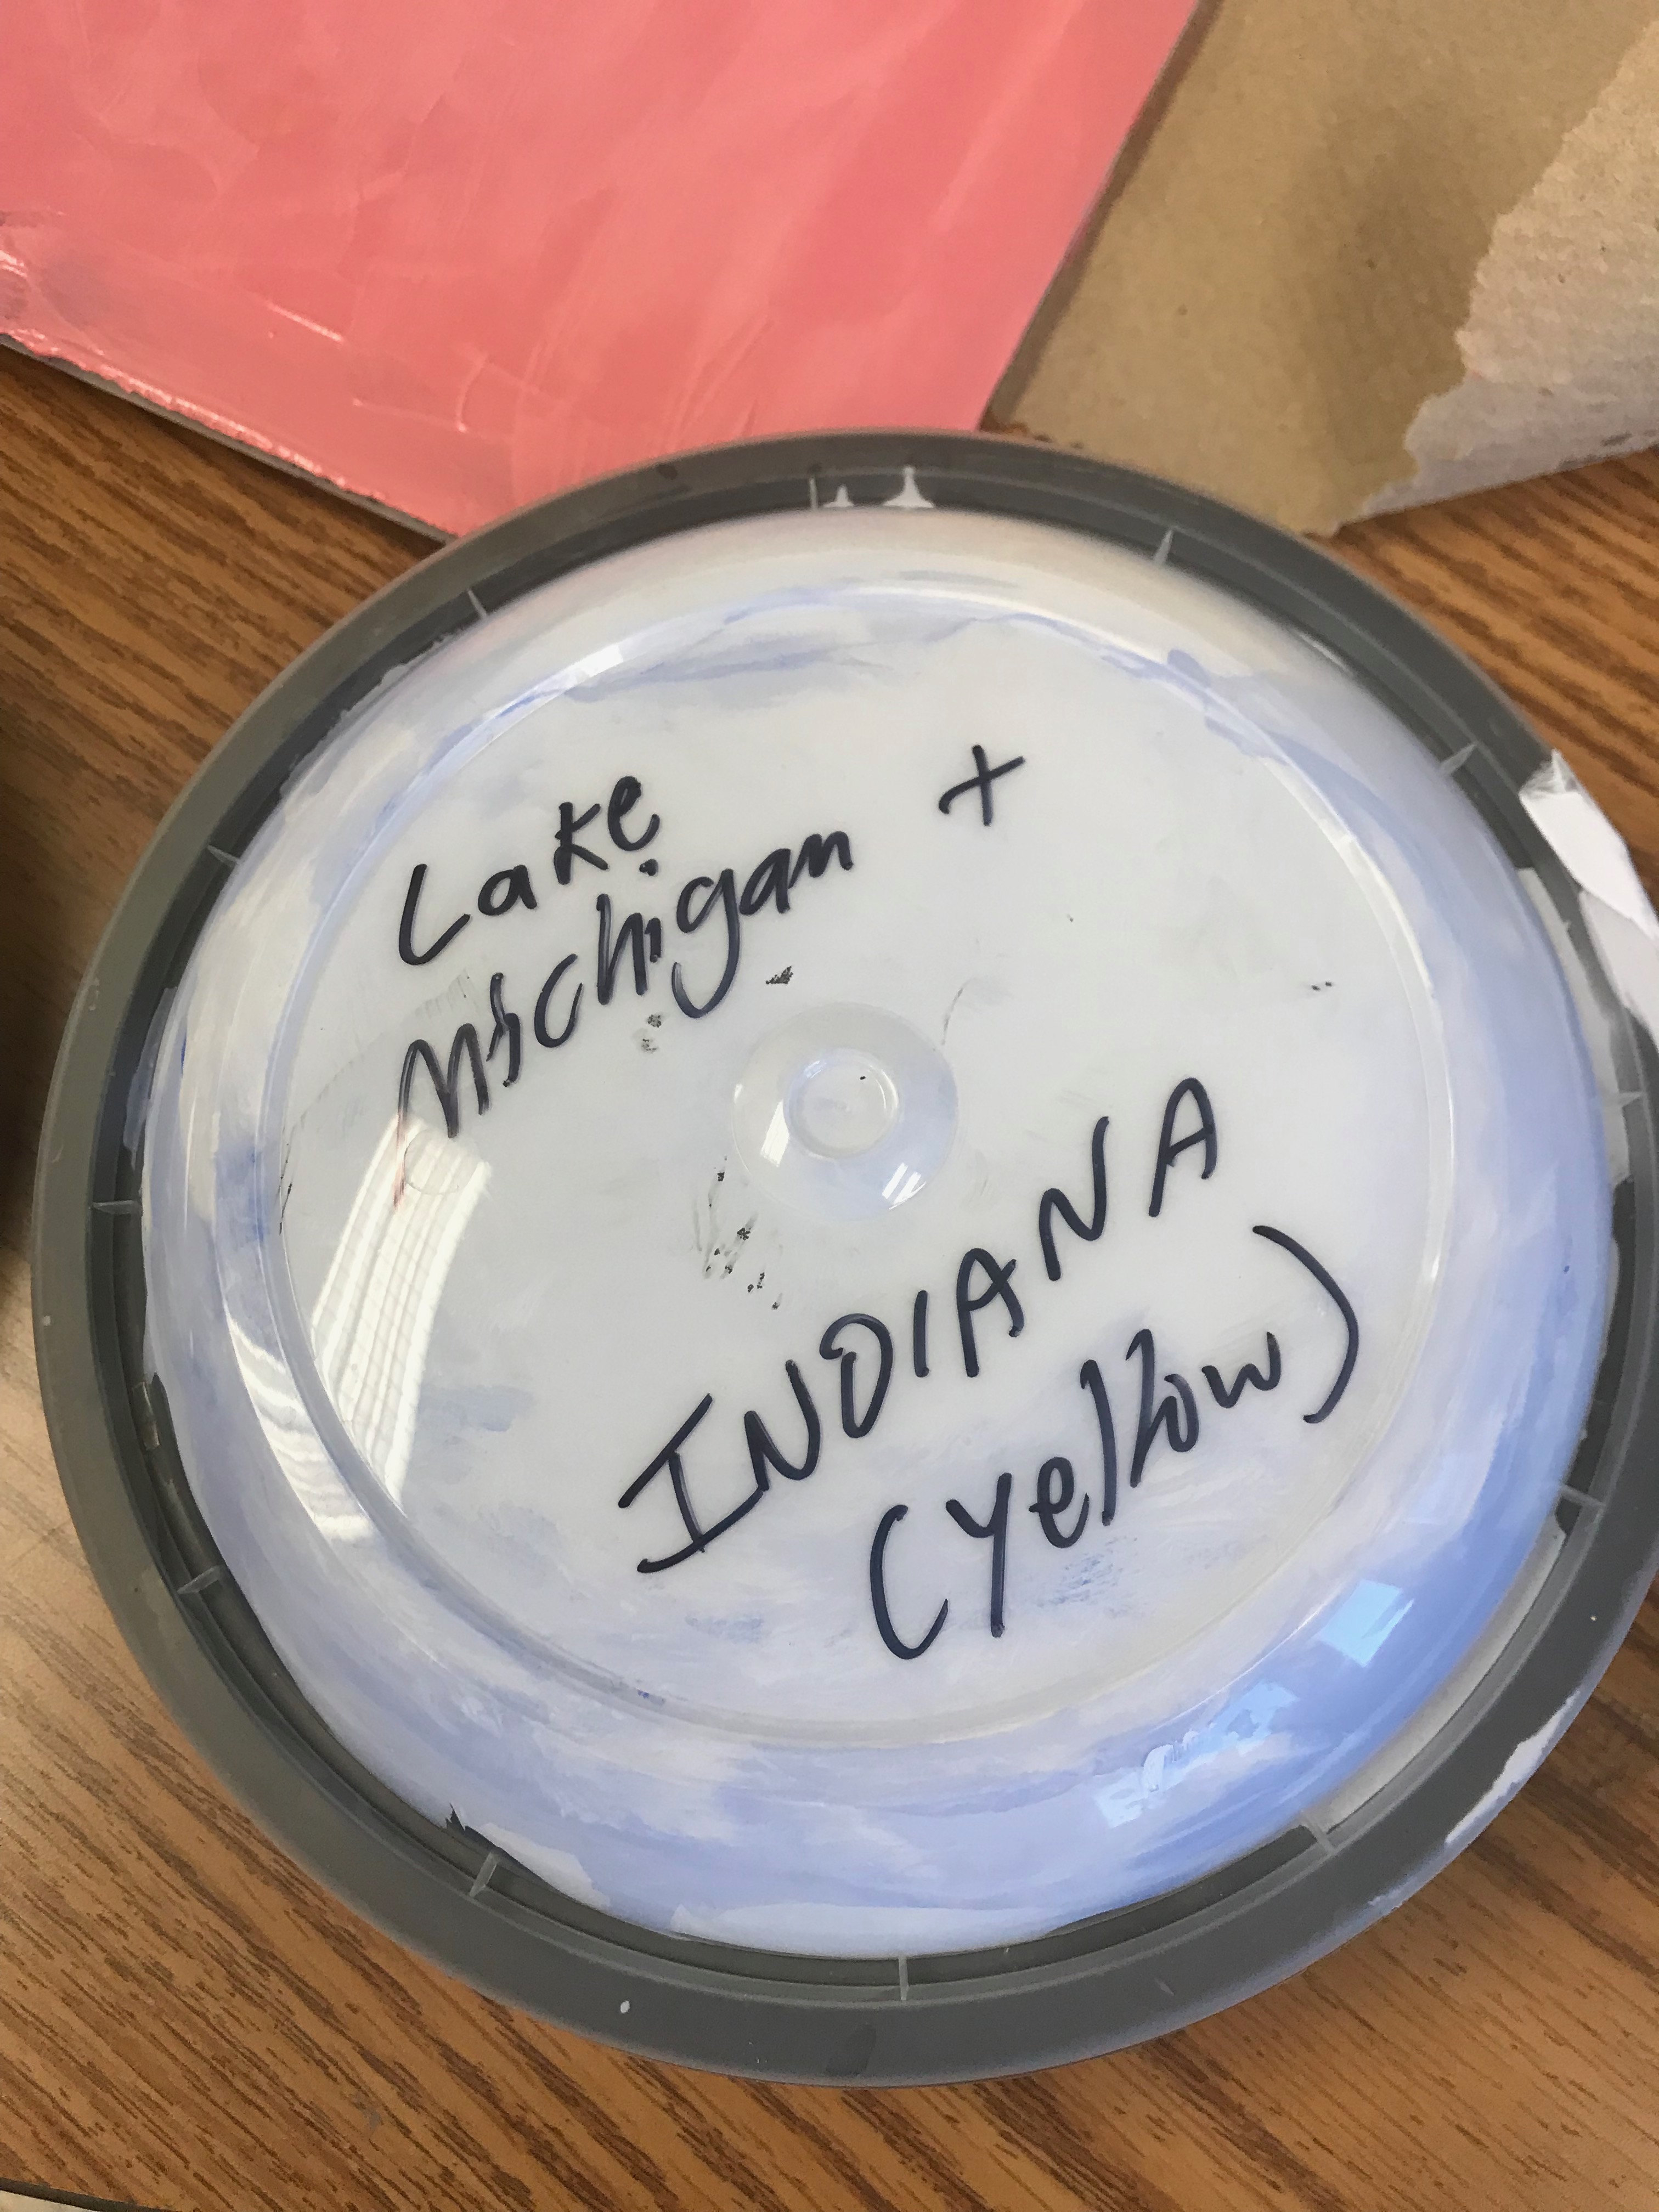 Lake
Michigan +
INDIANA
(Yellow)